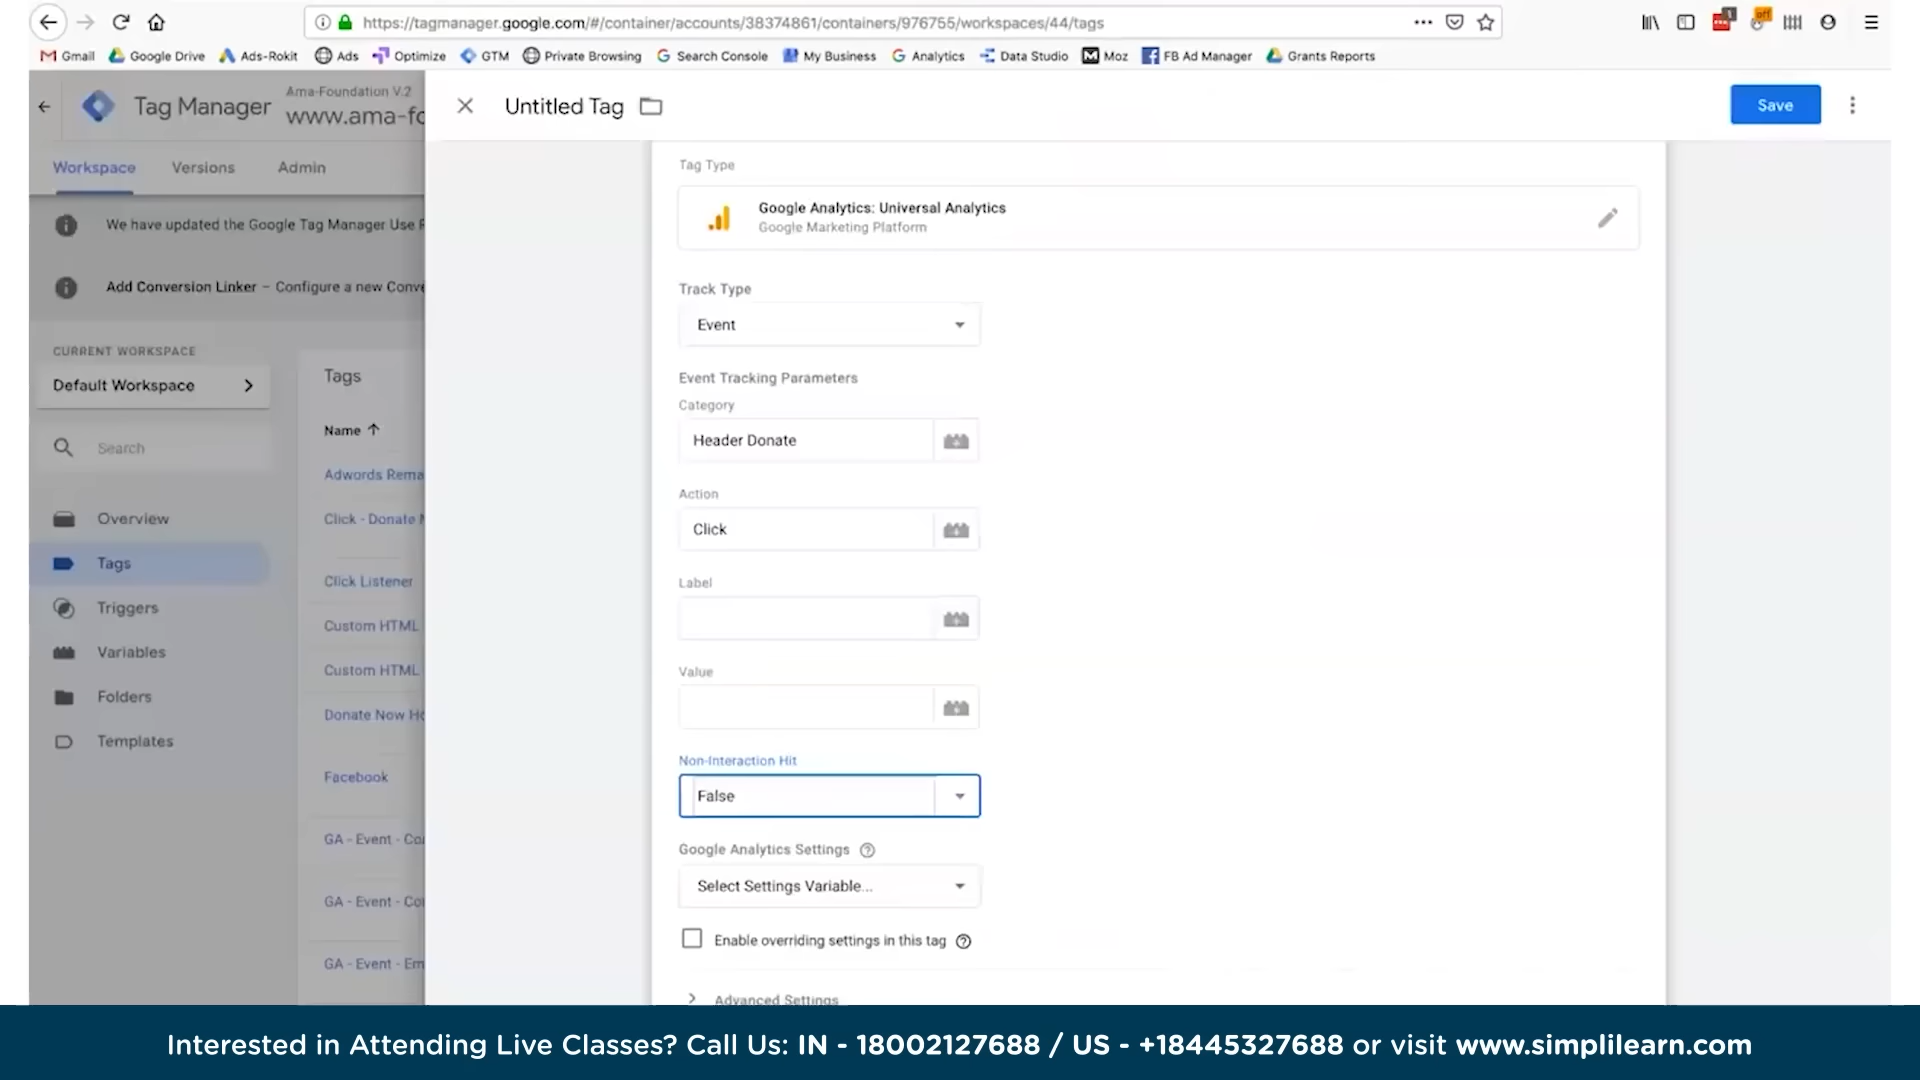 https://tagmanager.google.com/#/container/accounts/38374861/containers/976755/workspaces/44/tags
1
off
Gmail Google Drive Ads-Rokit Ads Optimize GTM Private Browsing Search Console My Business Analytics Data Studio Moz FB Ad Manager Grants Reports
Tag Manager
Ama-Foundation V.2
www.ama-fo
Untitled Tag
Save
Workspace Versions Admin
We have updated the Google Tag Manager Use
Add Conversion Linker – Configure a new Conve
CURRENT WORKSPACE
Default Workspace
Search
Overview
Tags
Triggers
Variables
Folders
Templates
Tags
Name
Adwords Rema
Click - Donate
Click Listener
Custom HTML
Custom HTML
Donate Now Ho
Facebook
GA - Event - Co
GA - Event - Co
GA - Event - Em
Tag Type
Google Analytics: Universal Analytics
Google Marketing Platform
Track Type
Event
Event Tracking Parameters
Category
Header Donate
Action
Click
Label
Value
Non-Interaction Hit
False
Google Analytics Settings
Select Settings Variable...
Enable overriding settings in this tag
Advanced Settings
Interested in Attending Live Classes? Call Us: IN - 18002127688 / US - +18445327688 or visit www.simplilearn.com